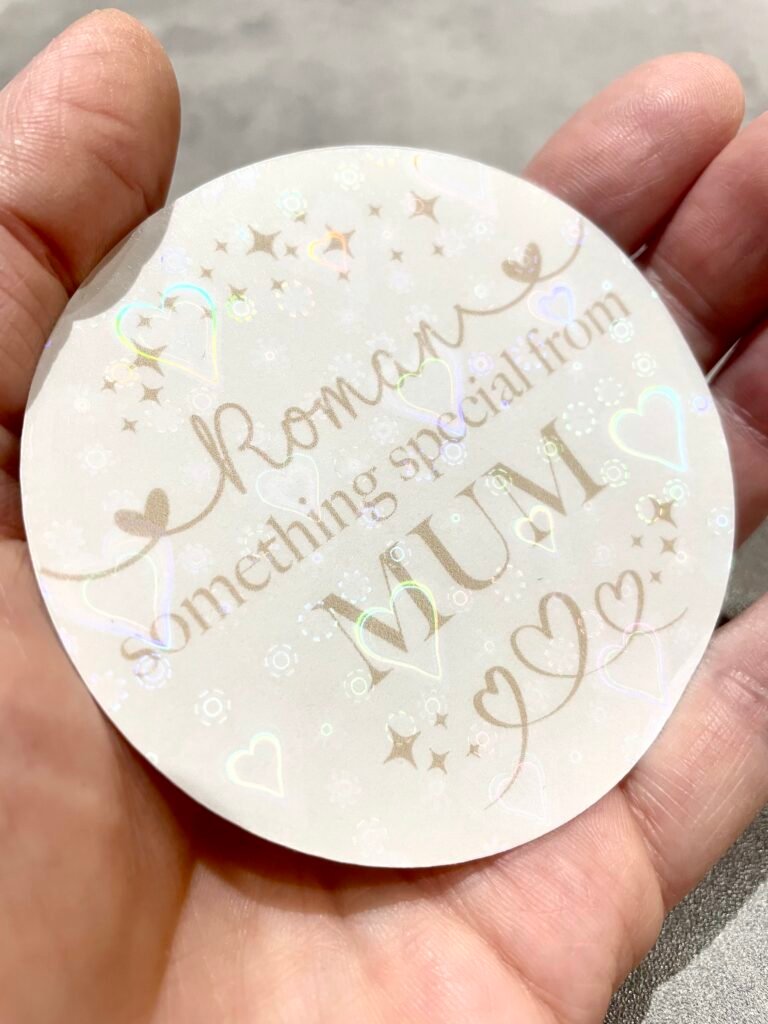 Roman
something special from
MUM